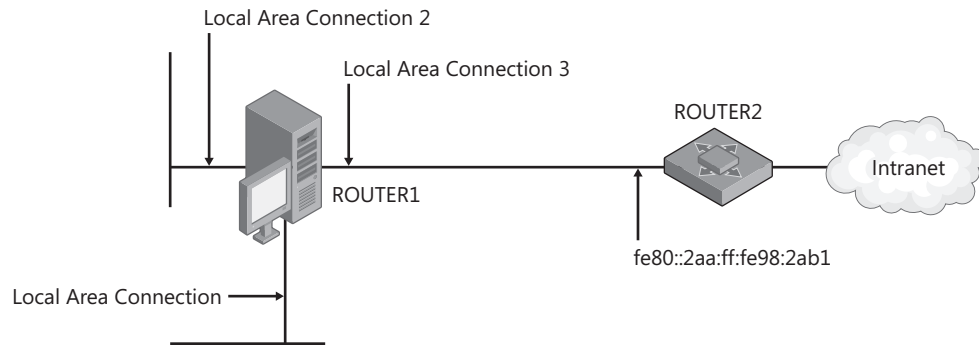 Local Area Connection 2
Local Area Connection 3
ROUTER2
Intranet
ROUTER1
fe80::2aa:ff:fe98:2ab1
Local Area Connection